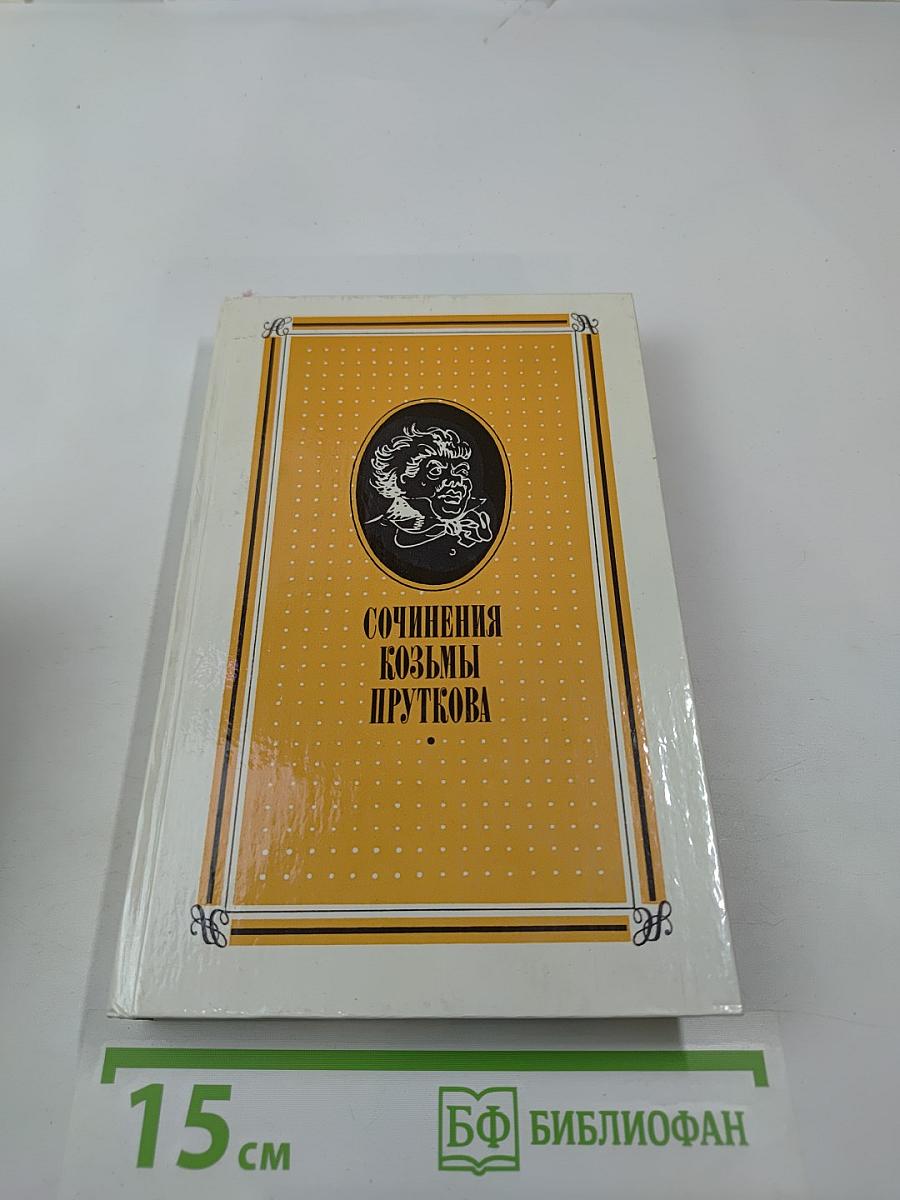 СОЧИНЕНИЯ
КОЗЬМЫ
ПРУТКОВА
15 см
БФ БИБЛИОФАН